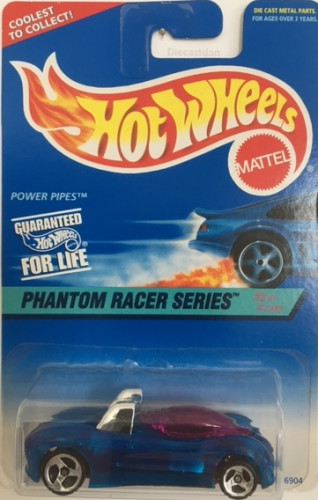 COOLEST
TO COLLECT!
DIE CAST METAL PARTS.
FOR AGES OVER 3 YEARS.
Diecastdan
HOT WHEELS
MATTEL
POWER PIPES™
GUARANTEED
Hot Wheels
FOR LIFE
PHANTOM RACER SERIES™
6904